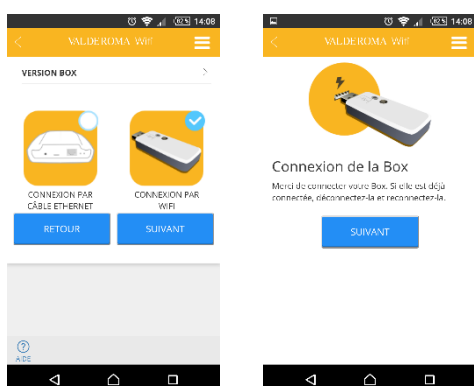 82% 14:08
VALDEROMA Wifi
VERSION BOX
CONNEXION PAR
CÂBLE ETHERNET
CONNEXION PAR
WIFI
RETOUR
SUIVANT
AIDE
82% 14:08
VALDEROMA Wifi
Connexion de la Box
Merci de connecter votre Box. Si elle est déjà
connectée, déconnectez-la et reconnectez-la.
SUIVANT